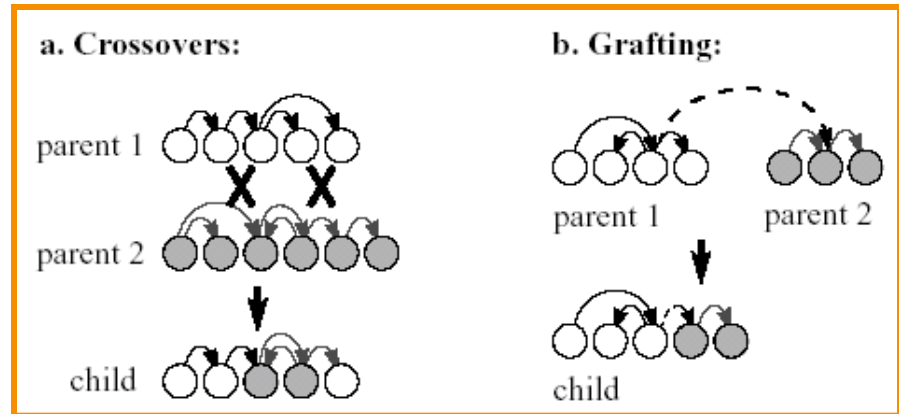 a. Crossovers:
parent 1
parent 2
child
b. Grafting:
parent 1
parent 2
child